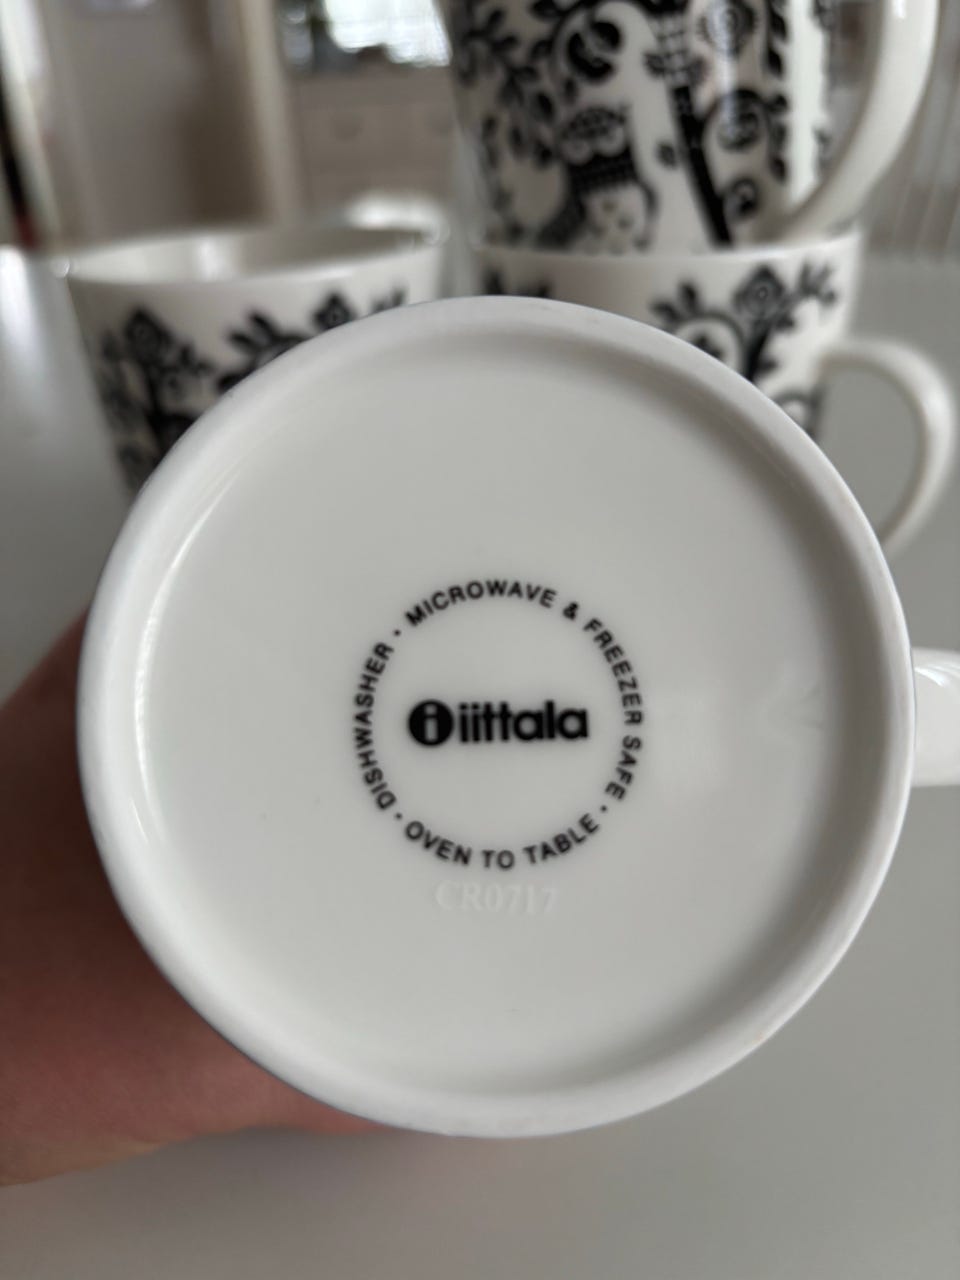 MICROWAVE & FREEZER SAFE • OVEN TO TABLE • DISHWASHER •
i iittala
CR0717